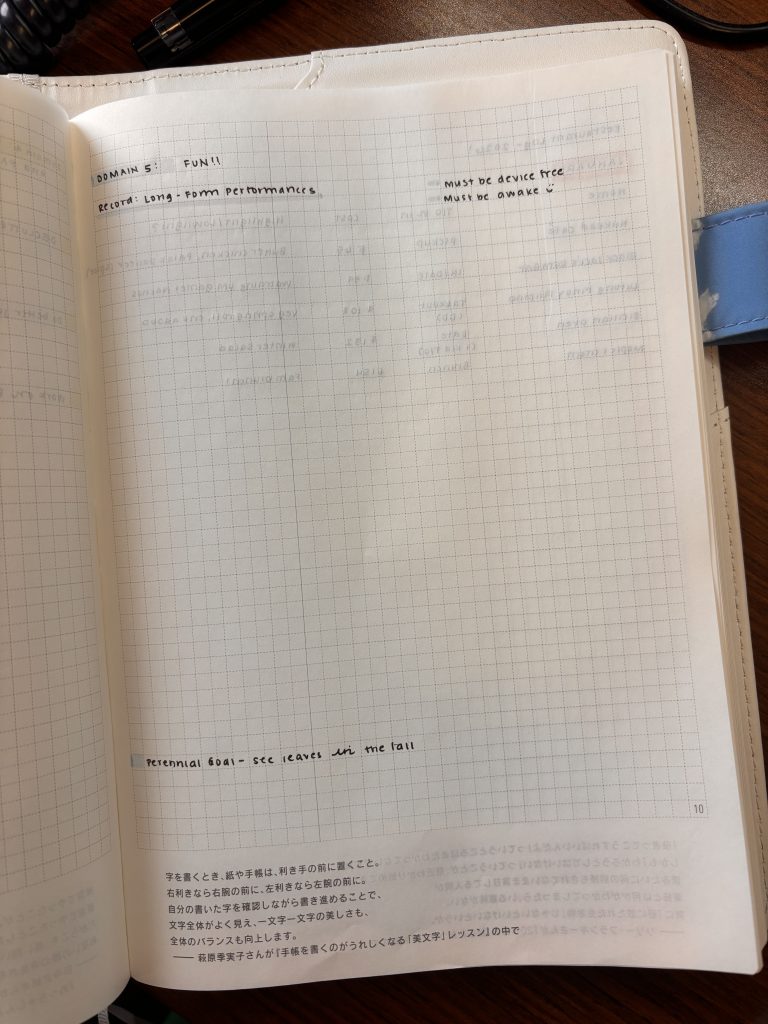 DOMAIN 5: FUN!!
Record: Long-Form Performances
Must be device free
Must be awake
Perennial Goal - see leaves in the fall
10
字を書くとき、紙や手帳は、利き手の前に置くこと。
右利きなら右腕の前に、左利きなら左腕の前に。
自分の書いた字を確認しながら書き進めることで、
文字全体がよく見え、一文字一文字の美しさも、
全体のバランスも向上します。
—— 萩原季実子さんが『手帳を書くのがうれしくなる「美文字」レッスン』の中で